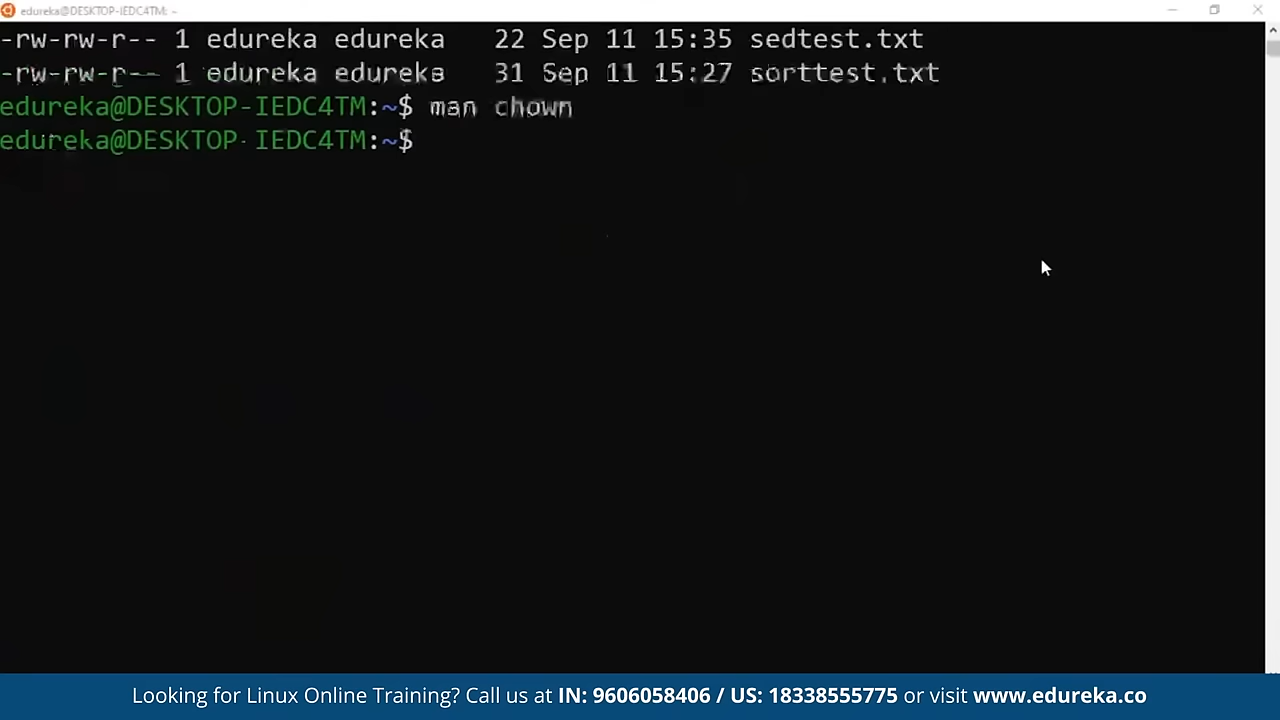 edureka@DESKTOP-IEDC4TM: ~
-rw-rw-r-- 1 edureka edureka 22 Sep 11 15:35 sedtest.txt
-rw-rw-r-- 1 edureka edureka 31 Sep 11 15:27 sorttest.txt
edureka@DESKTOP-IEDC4TM:~$ man chown
edureka@DESKTOP-IEDC4TM:~$
Looking for Linux Online Training? Call us at IN: 9606058406 / US: 18338555775 or visit www.edureka.co